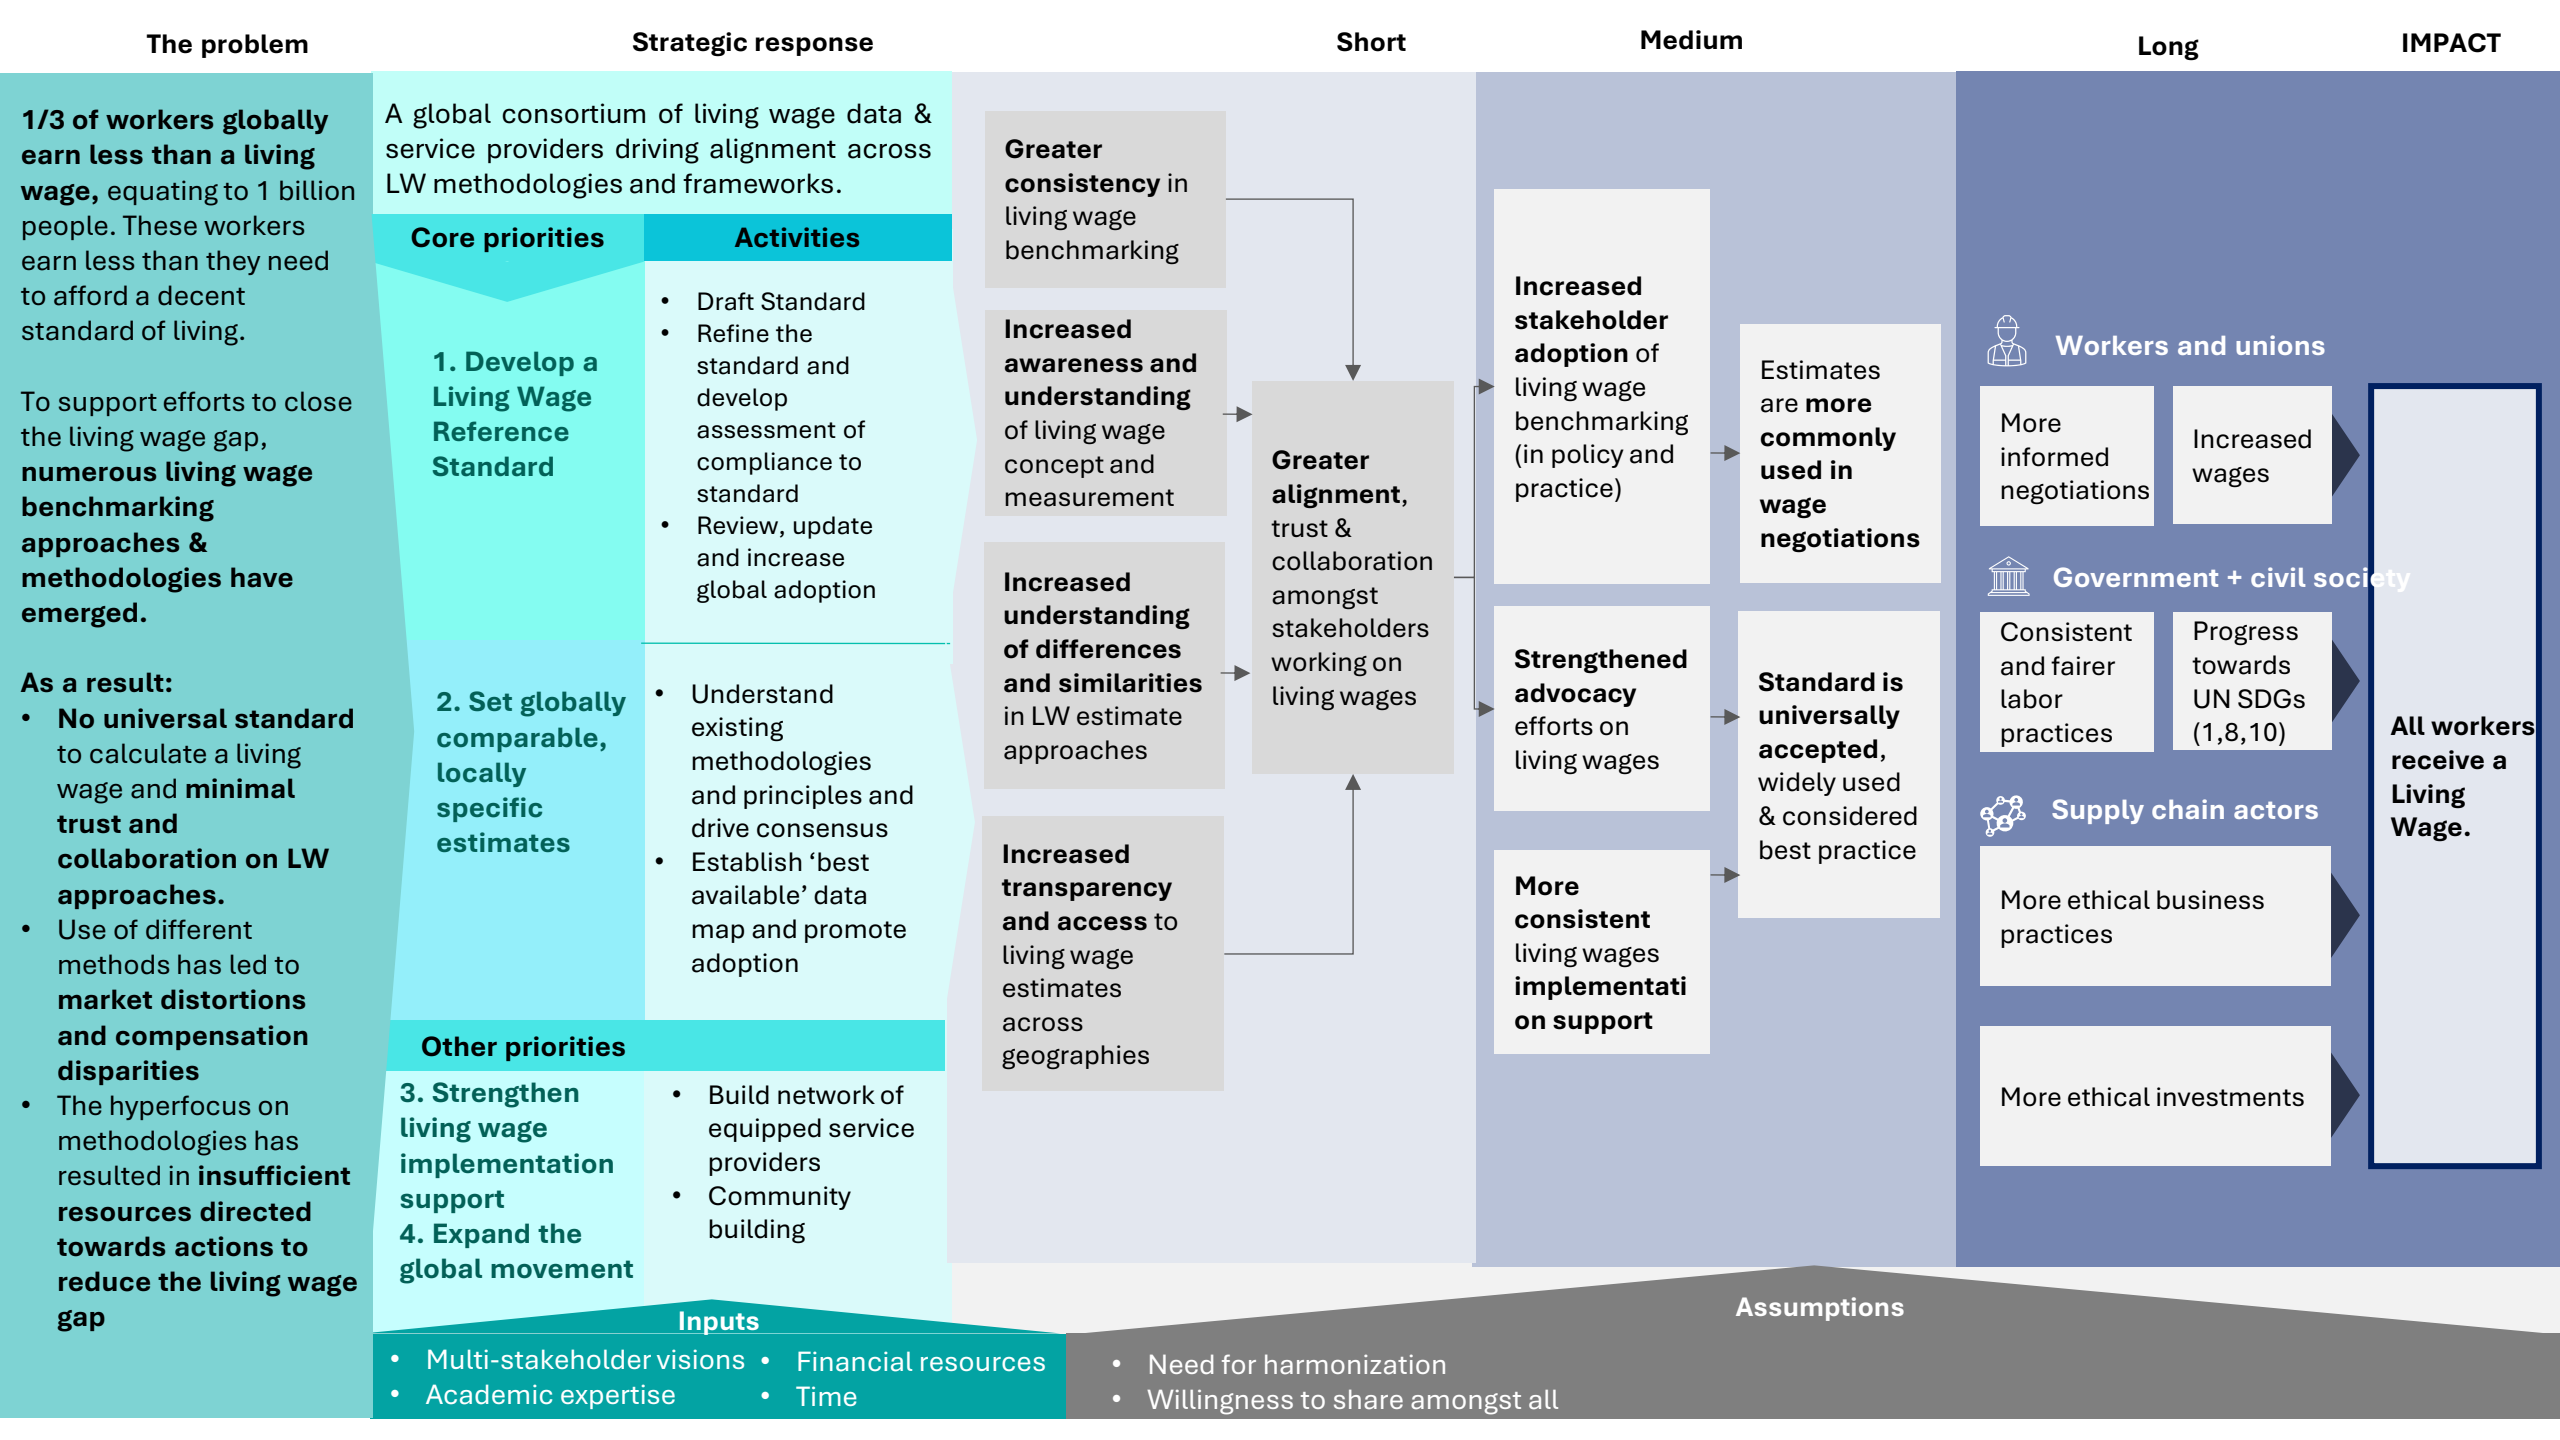 The problem
Strategic response
Short
Medium
Long
IMPACT
1/3 of workers globally
earn less than a living
wage, equating to 1 billion
people. These workers
earn less than they need
to afford a decent
standard of living.
To support efforts to close
the living wage gap,
numerous living wage
benchmarking
approaches &
methodologies have
emerged.
As a result:
• No universal standard
to calculate a living
wage and minimal
trust and
collaboration on LW
approaches.
• Use of different
methods has led to
market distortions
and compensation
disparities
• The hyperfocus on
methodologies has
resulted in insufficient
resources directed
towards actions to
reduce the living wage
gap
A global consortium of living wage data &
service providers driving alignment across
LW methodologies and frameworks.
Core priorities
Activities
1. Develop a
Living Wage
Reference
Standard
• Draft Standard
• Refine the
standard and
develop
assessment of
compliance to
standard
• Review, update
and increase
global adoption
2. Set globally
comparable,
locally
specific
estimates
• Understand
existing
methodologies
and principles and
drive consensus
• Establish ‘best
available’ data
map and promote
adoption
Other priorities
3. Strengthen
living wage
implementation
support
4. Expand the
global movement
• Build network of
equipped service
providers
• Community
building
Inputs
• Multi-stakeholder visions
• Academic expertise
• Financial resources
• Time
Greater
consistency in
living wage
benchmarking
Increased
awareness and
understanding
of living wage
concept and
measurement
Increased
understanding
of differences
and similarities
in LW estimate
approaches
Increased
transparency
and access to
living wage
estimates
across
geographies
Greater
alignment,
trust &
collaboration
amongst
stakeholders
working on
living wages
Increased
stakeholder
adoption of
living wage
benchmarking
(in policy and
practice)
Strengthened
advocacy
efforts on
living wages
More
consistent
living wages
implementati
on support
Estimates
are more
commonly
used in
wage
negotiations
Standard is
universally
accepted,
widely used
& considered
best practice
Workers and unions
More
informed
negotiations
Increased
wages
Government + civil society
Consistent
and fairer
labor
practices
Progress
towards
UN SDGs
(1,8,10)
Supply chain actors
More ethical business
practices
More ethical investments
All workers
receive a
Living
Wage.
Assumptions
• Need for harmonization
• Willingness to share amongst all